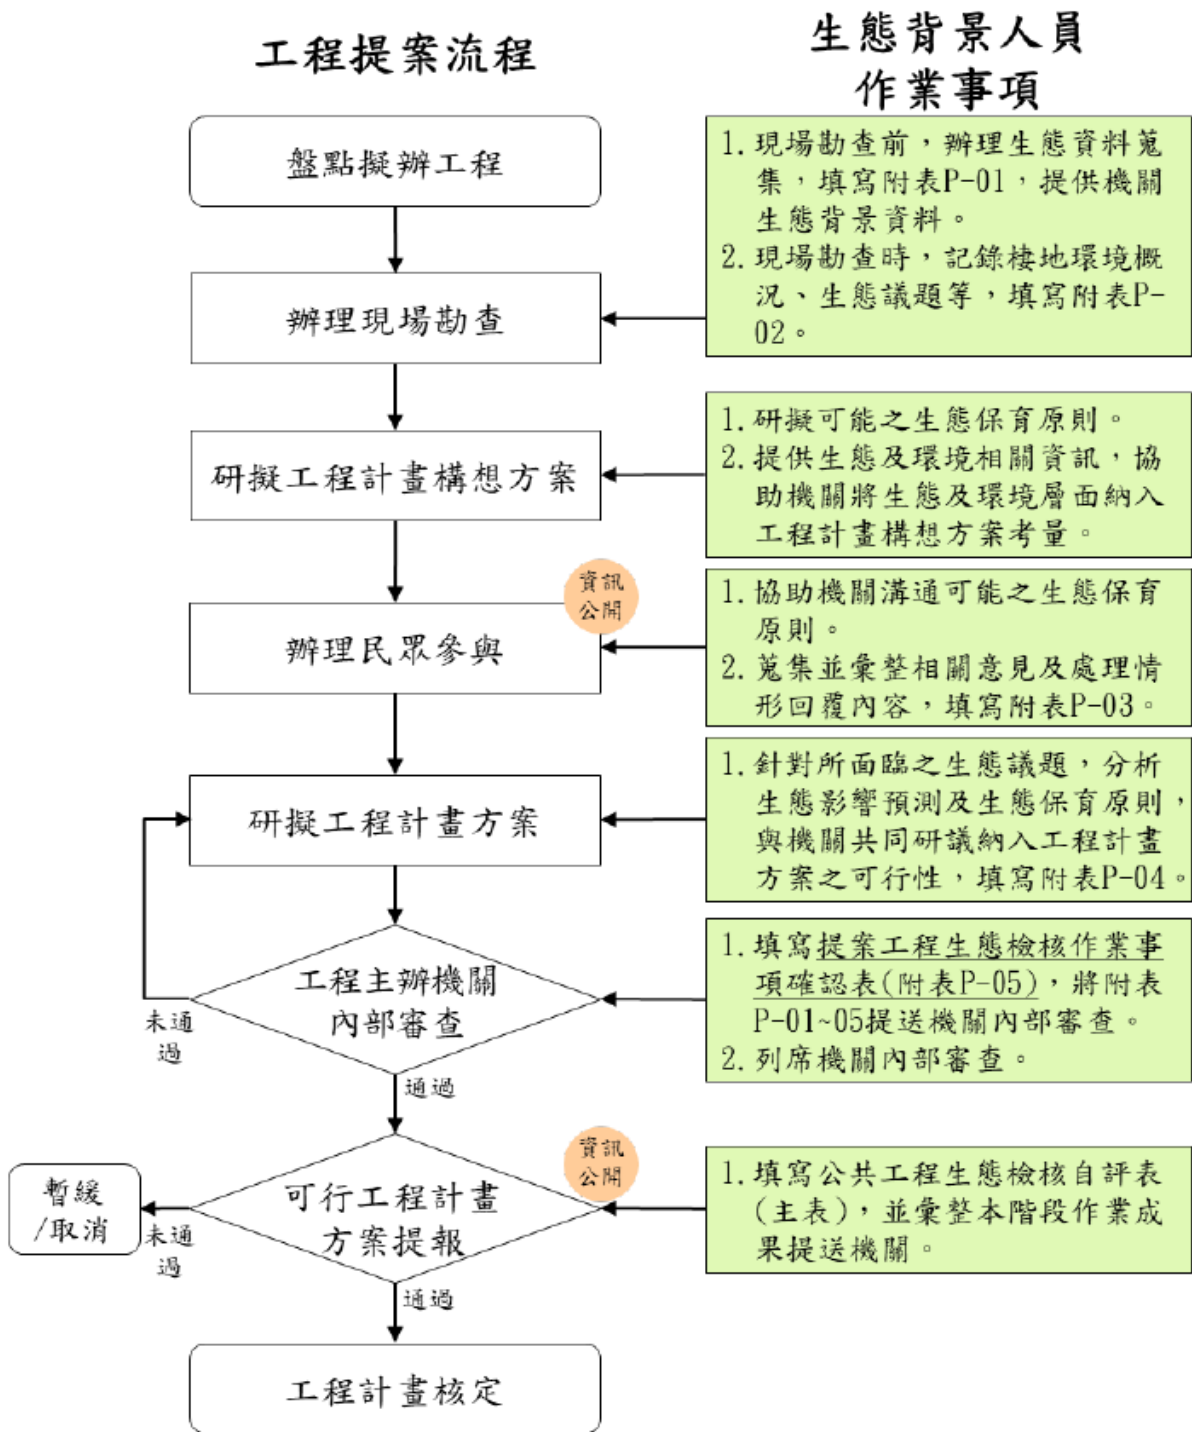 工程提案流程
生態背景人員
作業事項
盤點擬辦工程
1. 現場勘查前，辦理生態資料蒐
集，填寫附表P-01，提供機關
生態背景資料。
2. 現場勘查時，記錄棲地環境概
況、生態議題等，填寫附表P-
02。
辦理現場勘查
研擬工程計畫構想方案
1. 研擬可能之生態保育原則。
2. 提供生態及環境相關資訊，協
助機關將生態及環境層面納入
工程計畫構想方案考量。
資訊
公開
辦理民眾參與
1. 協助機關溝通可能之生態保育
原則。
2. 蒐集並彙整相關意見及處理情
形回覆內容，填寫附表P-03。
研擬工程計畫方案
1. 針對所面臨之生態議題，分析
生態影響預測及生態保育原則，
與機關共同研議納入工程計畫
方案之可行性，填寫附表P-04。
工程主辦機關
內部審查
未通
過
通過
1. 填寫提案工程生態檢核作業事
項確認表(附表P-05)，將附表
P-01~05提送機關內部審查。
2. 列席機關內部審查。
資訊
公開
可行工程計畫
方案提報
未通
過
暫緩
/取消
通過
1. 填寫公共工程生態檢核自評表
(主表)，並彙整本階段作業成
果提送機關。
工程計畫核定